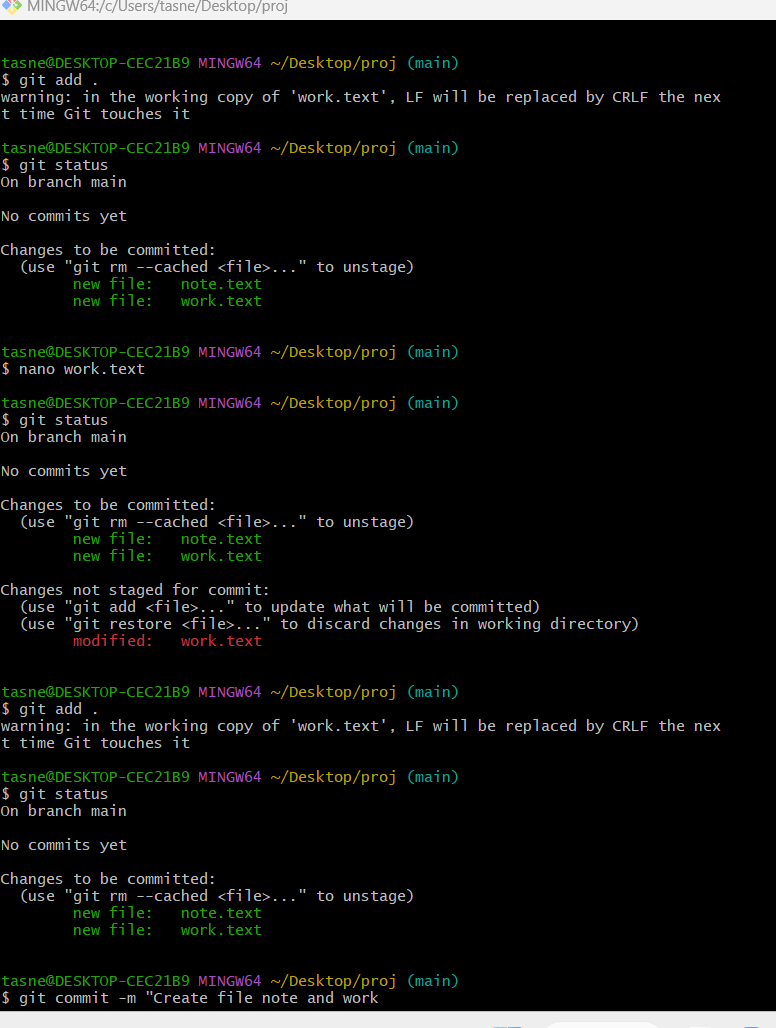 MINGW64:/c/Users/tasne/Desktop/proj
tasne@DESKTOP-CEC21B9 MINGW64 ~/Desktop/proj (main)
$ git add .
warning: in the working copy of 'work.text', LF will be replaced by CRLF the nex
t time Git touches it
tasne@DESKTOP-CEC21B9 MINGW64 ~/Desktop/proj (main)
$ git status
On branch main
No commits yet
Changes to be committed:
  (use "git rm --cached <file>..." to unstage)
        new file:   note.text
        new file:   work.text
tasne@DESKTOP-CEC21B9 MINGW64 ~/Desktop/proj (main)
$ nano work.text
tasne@DESKTOP-CEC21B9 MINGW64 ~/Desktop/proj (main)
$ git status
On branch main
No commits yet
Changes to be committed:
  (use "git rm --cached <file>..." to unstage)
        new file:   note.text
        new file:   work.text
Changes not staged for commit:
  (use "git add <file>..." to update what will be committed)
  (use "git restore <file>..." to discard changes in working directory)
        modified:   work.text
tasne@DESKTOP-CEC21B9 MINGW64 ~/Desktop/proj (main)
$ git add .
warning: in the working copy of 'work.text', LF will be replaced by CRLF the nex
t time Git touches it
tasne@DESKTOP-CEC21B9 MINGW64 ~/Desktop/proj (main)
$ git status
On branch main
No commits yet
Changes to be committed:
  (use "git rm --cached <file>..." to unstage)
        new file:   note.text
        new file:   work.text
tasne@DESKTOP-CEC21B9 MINGW64 ~/Desktop/proj (main)
$ git commit -m "Create file note and work